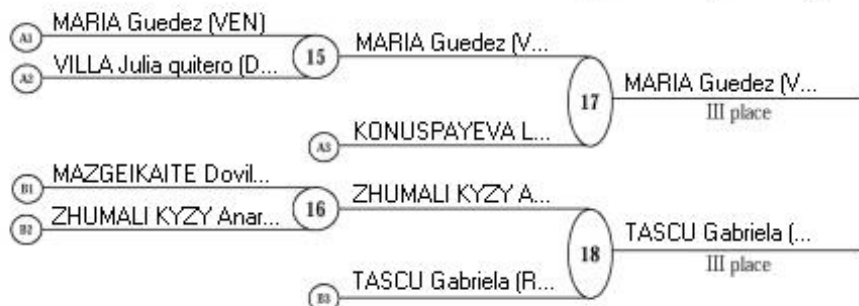 A1 MARIA Guedez (VEN)
A2 VILLA Julia quitero (D...
15
MARIA Guedez (V...
A3 KONUSPAYEVA L...
17
MARIA Guedez (V...
III place
B1 MAZGEIKAITE Dovil...
B2 ZHUMALI KYZY Anar...
16
ZHUMALI KYZY A...
B3 TASCU Gabriela (R...
18
TASCU Gabriela (...
III place